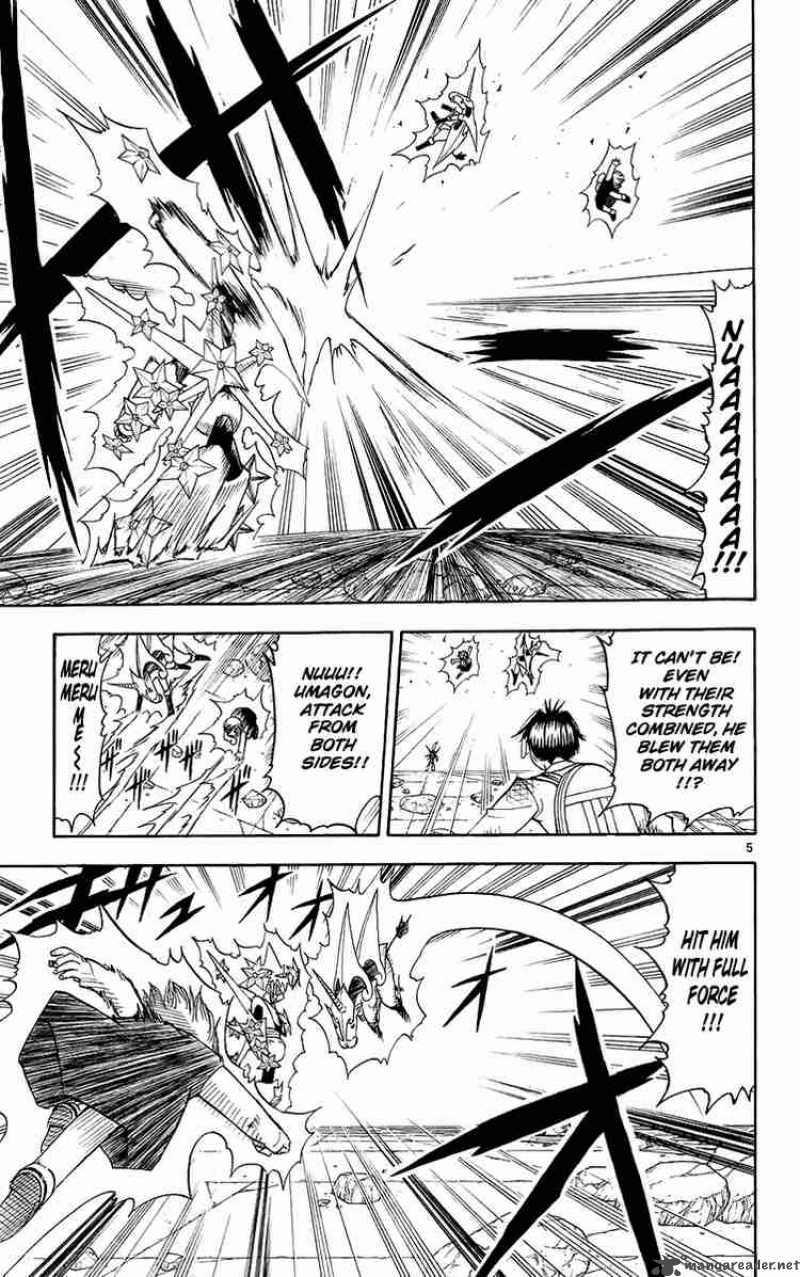 NUAAAAAAAAA!!!
IT CAN'T BE!
EVEN
WITH THEIR
STRENGTH
COMBINED, HE
BLEW THEM
BOTH AWAY
!!?
NUUU!!
UMAGON,
ATTACK
FROM
BOTH
SIDES!!
MERU
MERU
ME~!!!
5
HIT HIM
WITH FULL
FORCE
!!!
mangareader.net